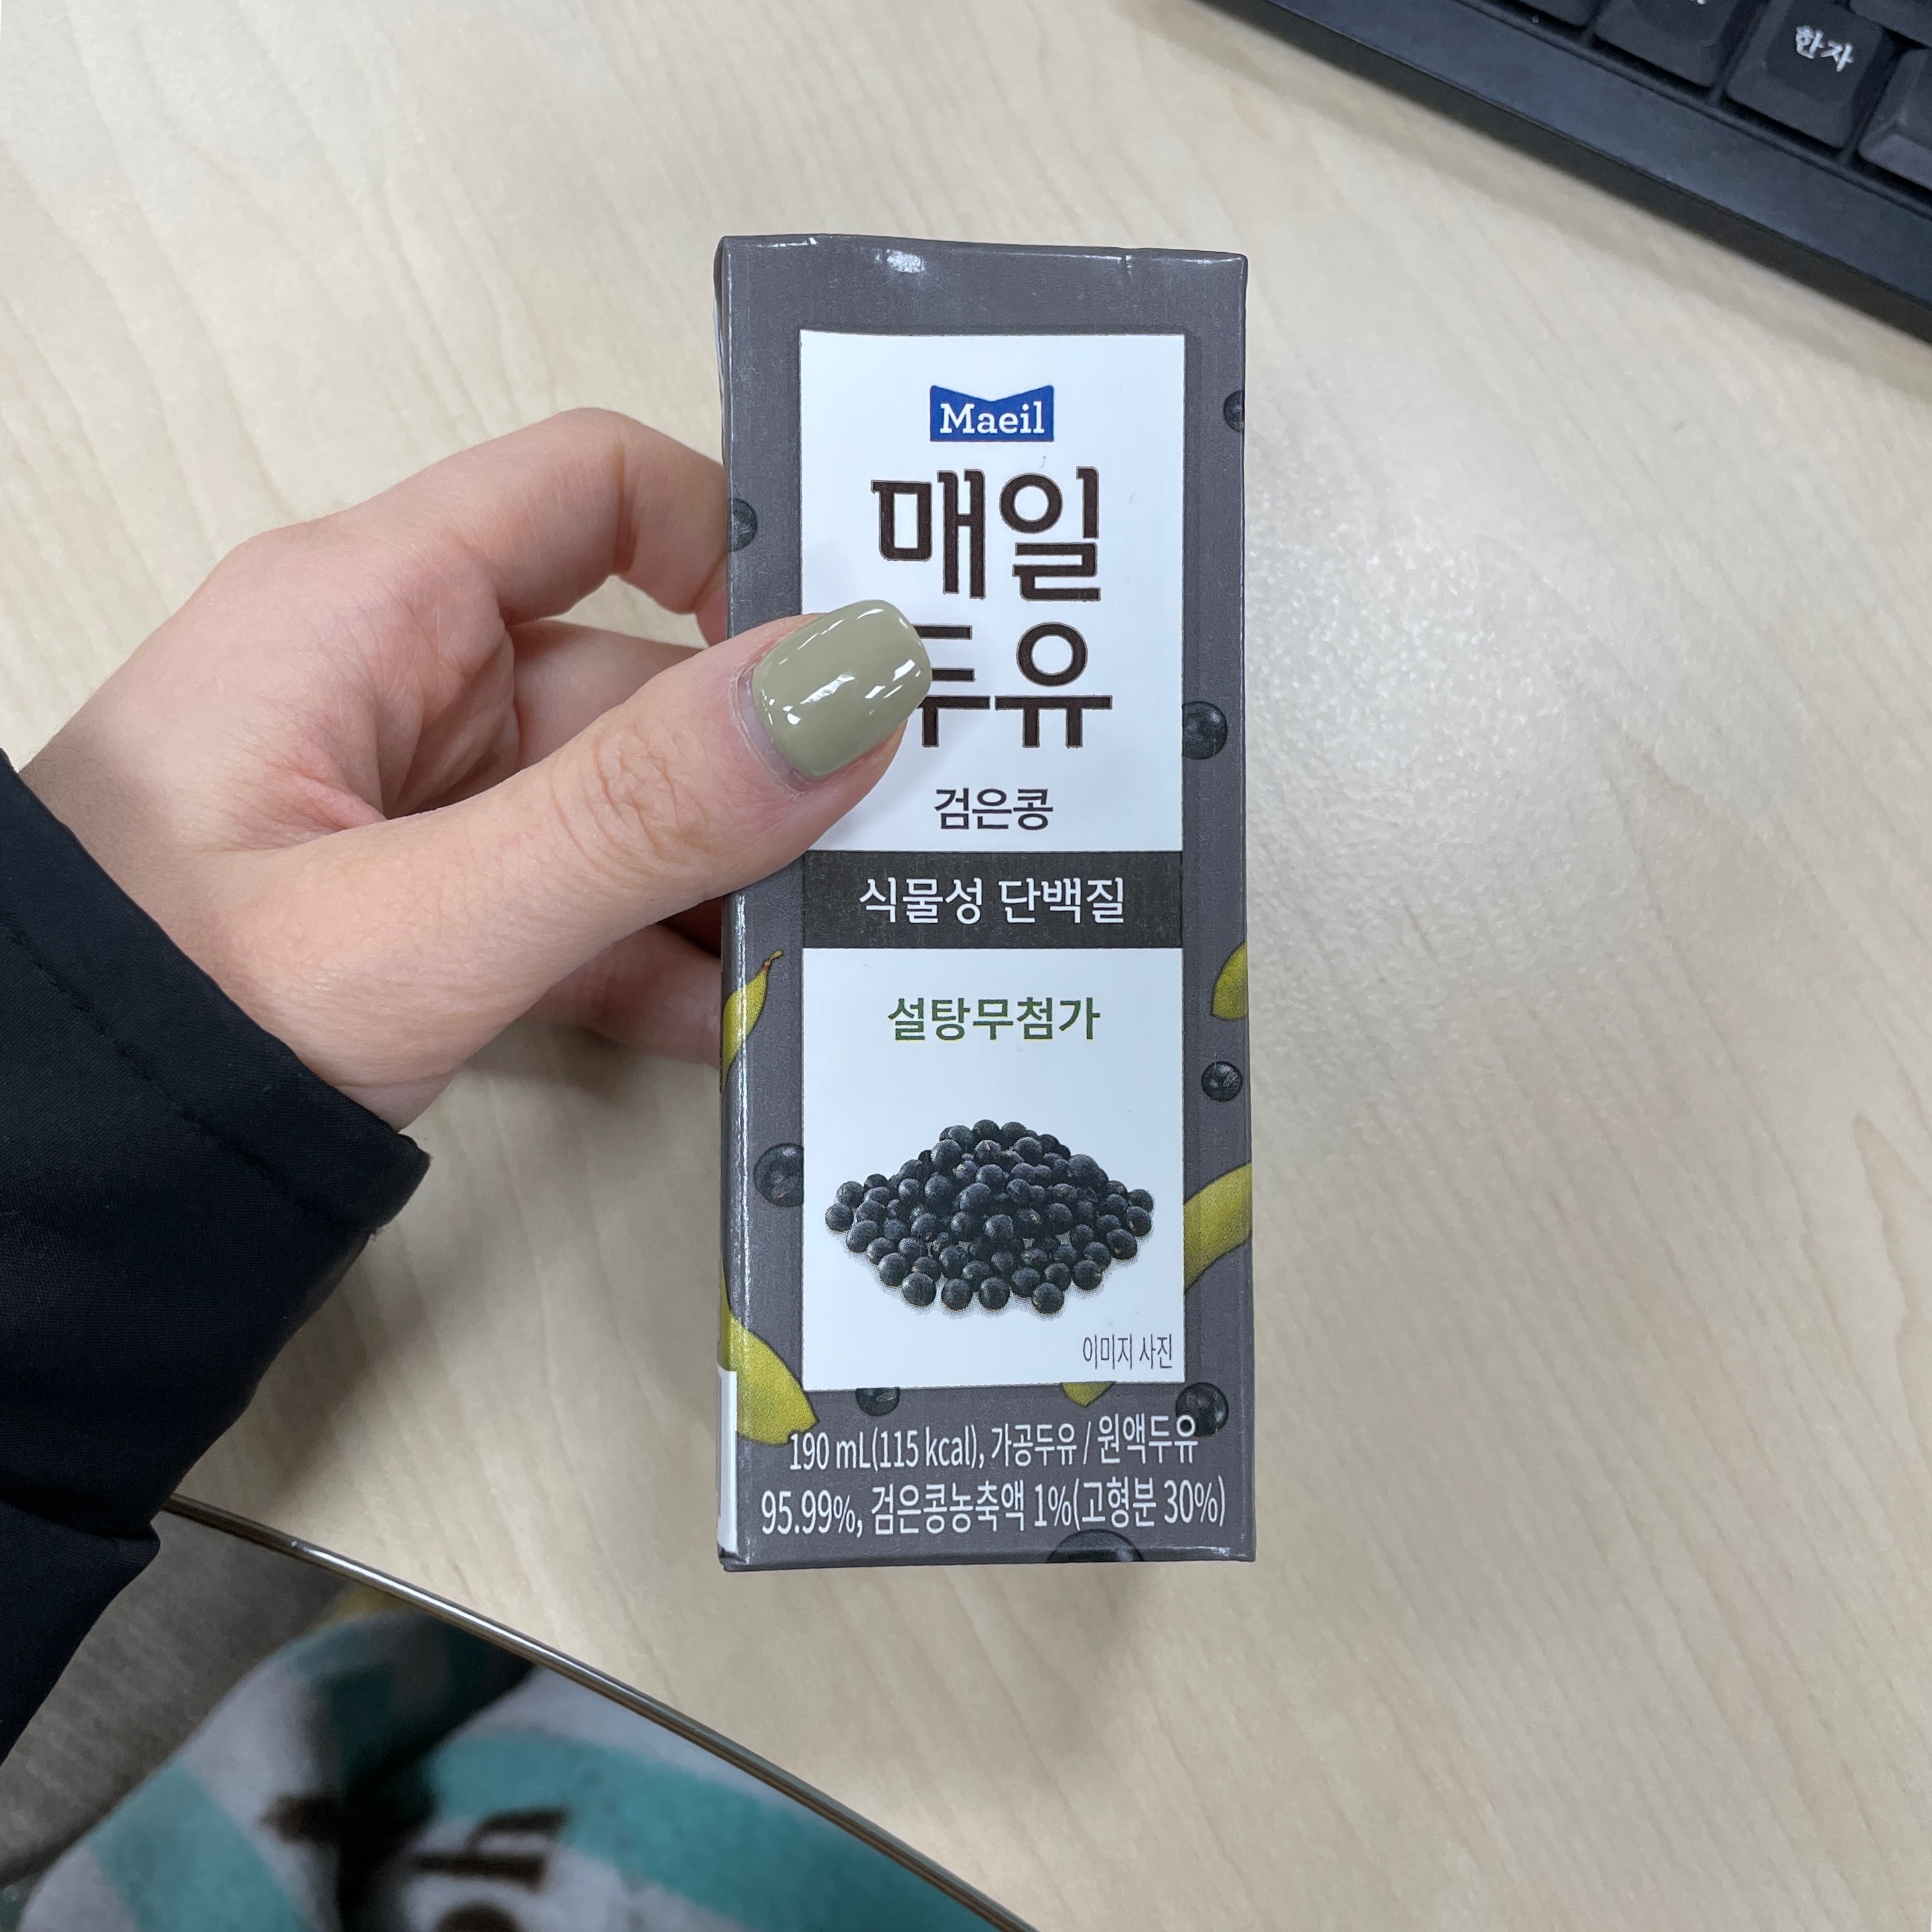 한자
Maeil
매일
두유
검은콩
식물성 단백질
설탕무첨가
이미지 사진
190 mL(115 kcal), 가공두유 / 원액두유
95.99%, 검은콩농축액 1%(고형분 30%)